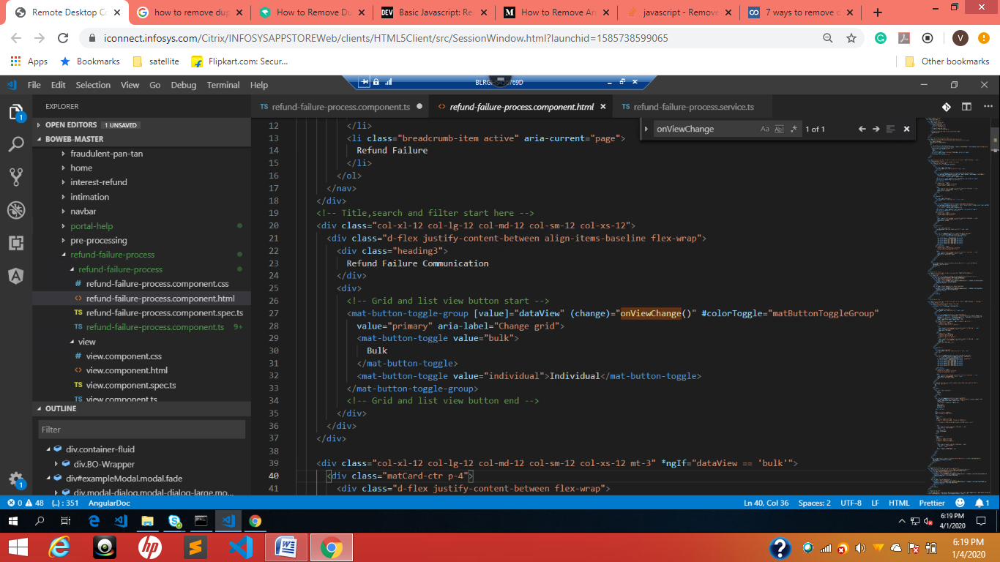 Remote Desktop Co
how to remove dup
How to Remove Du
Basic Javascript: Re
How to Remove Arr
javascript - Remove
7 ways to remove d
iconnect.infosys.com/Citrix/INFOSYSAPPSTOREWeb/clients/HTML5Client/src/SessionWindow.html?launchid=1585738599065
V
Apps
Bookmarks
satellite
Flipkart.com: Secur...
Other bookmarks
File Edit Selection View Go Debug Terminal Help
EXPLORER
TS refund-failure-process.component.ts
<> refund-failure-process.component.html
TS refund-failure-process.service.ts
onViewChange
Aa
1 of 1
OPEN EDITORS 1 UNSAVED
BOWEB-MASTER
fraudulent-pan-tan
home
interest-refund
intimation
navbar
portal-help
pre-processing
refund-failure-process
refund-failure-process
# refund-failure-process.component.css
<> refund-failure-process.component.html
TS refund-failure-process.component.spec.ts
TS refund-failure-process.component.ts 9+
view
# view.component.css
<> view.component.html
TS view.component.spec.ts
TS view.component.ts
OUTLINE
Filter
div.container-fluid
div.BO-Wrapper
div#exampleModal.modal.fade
div.modal-dialog.modal-dialog-large.mo...
12 </li>
13 <li class="breadcrumb-item active" aria-current="page">
14 Refund Failure
15 </li>
16 </ol>
17 </nav>
18 </div>
19 <!-- Title,search and filter start here -->
20 <div class="col-xl-12 col-lg-12 col-md-12 col-sm-12 col-xs-12">
21 <div class="d-flex justify-content-between align-items-baseline flex-wrap">
22 <div class="heading3">
23 Refund Failure Communication
24 </div>
25 <div>
26 <!-- Grid and list view button start -->
27 <mat-button-toggle-group [value]="dataView" (change)="onViewChange()" #colorToggle="matButtonToggleGroup"
28 value="primary" aria-label="Change grid">
29 <mat-button-toggle value="bulk">
30 Bulk
31 </mat-button-toggle>
32 <mat-button-toggle value="individual">Individual</mat-button-toggle>
33 </mat-button-toggle-group>
34 <!-- Grid and list view button end -->
35 </div>
36 </div>
37 </div>
38
39 <div class="col-xl-12 col-lg-12 col-md-12 col-sm-12 col-xs-12 mt-3" *ngIf="dataView == 'bulk'">
40 <div class="matCard-ctr p-4">
41 <div class="d-flex justify-content-between flex-wrap">
0 48 {..} : 351 AngularDoc
Ln 40, Col 36 Spaces: 2 UTF-8 LF HTML Prettier 1
6:19 PM
4/1/2020
6:19 PM
1/4/2020